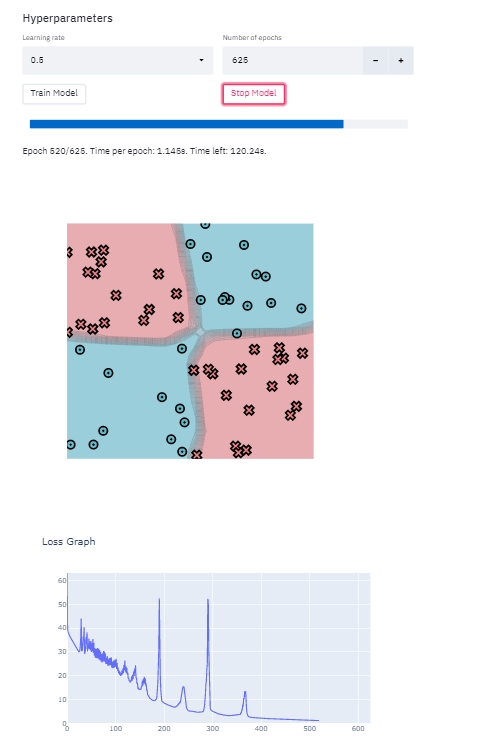 Hyperparameters
Learning rate
Number of epochs
0.5
625
-
+
Train Model
Stop Model
Epoch 520/625. Time per epoch: 1.145s. Time left: 120.24s.
Loss Graph
60
50
40
30
20
10
0
0 100 200 300 400 500 600